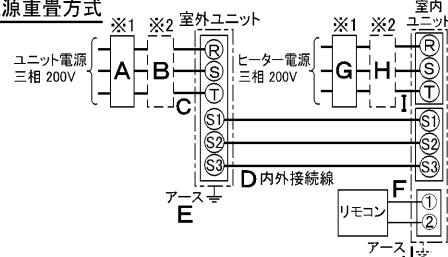 源重畳方式
※1 ※2 室外ユニット
ユニット電源
三相 200V
A B C
R
S
T
S1
S2
S3
アース
E
D 内外接続線
※1 ※2 室内
ユニット
ヒーター電源
三相 200V
G H I
R
S
T
S1
S2
S3
F
リモコン
①
②
アース